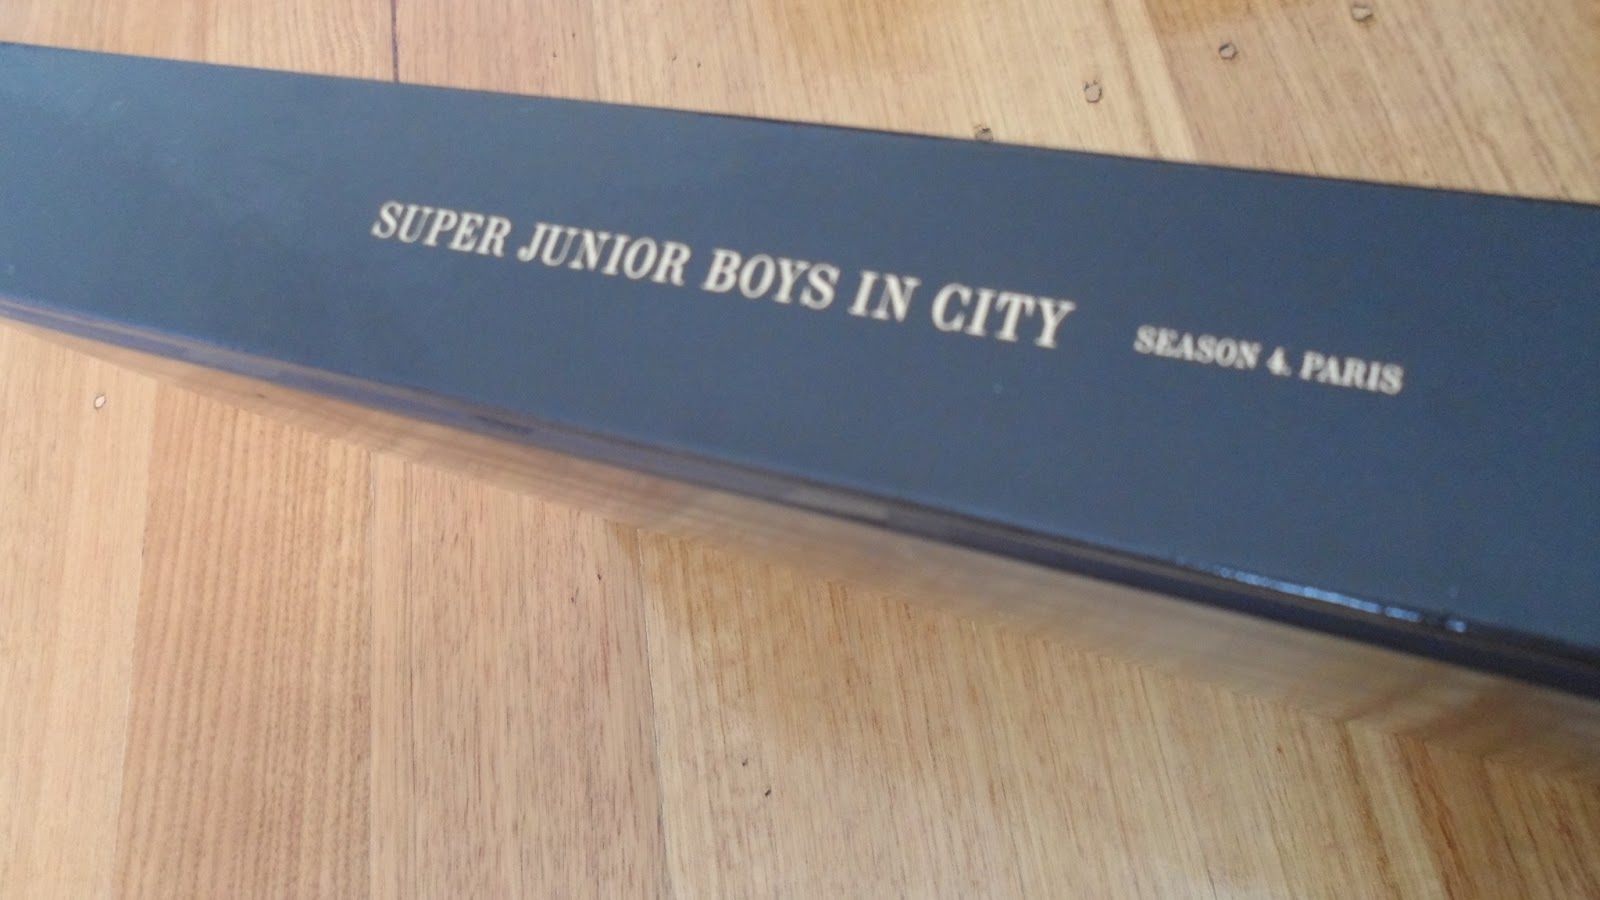 SUPER JUNIOR BOYS IN CITY SEASON 4. PARIS